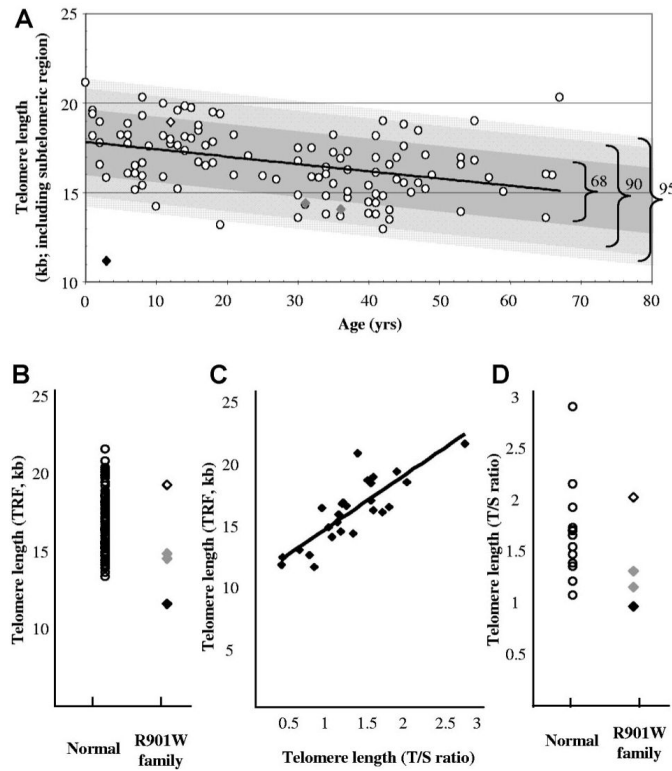 A
Telomere length
(kb; including subtelomeric region)
25
20
15
10
0 10 20 30 40 50 60 70 80
Age (yrs)
68
90
95
B
Telomere length (TRF, kb)
25
20
15
10
Normal
R901W
family
C
Telomere length (TRF, kb)
25
20
15
10
5
0.5 1 1.5 2 2.5 3
Telomere length (T/S ratio)
D
Telomere length (T/S ratio)
3
2.5
2
1.5
1
0.5
Normal
R901W
family